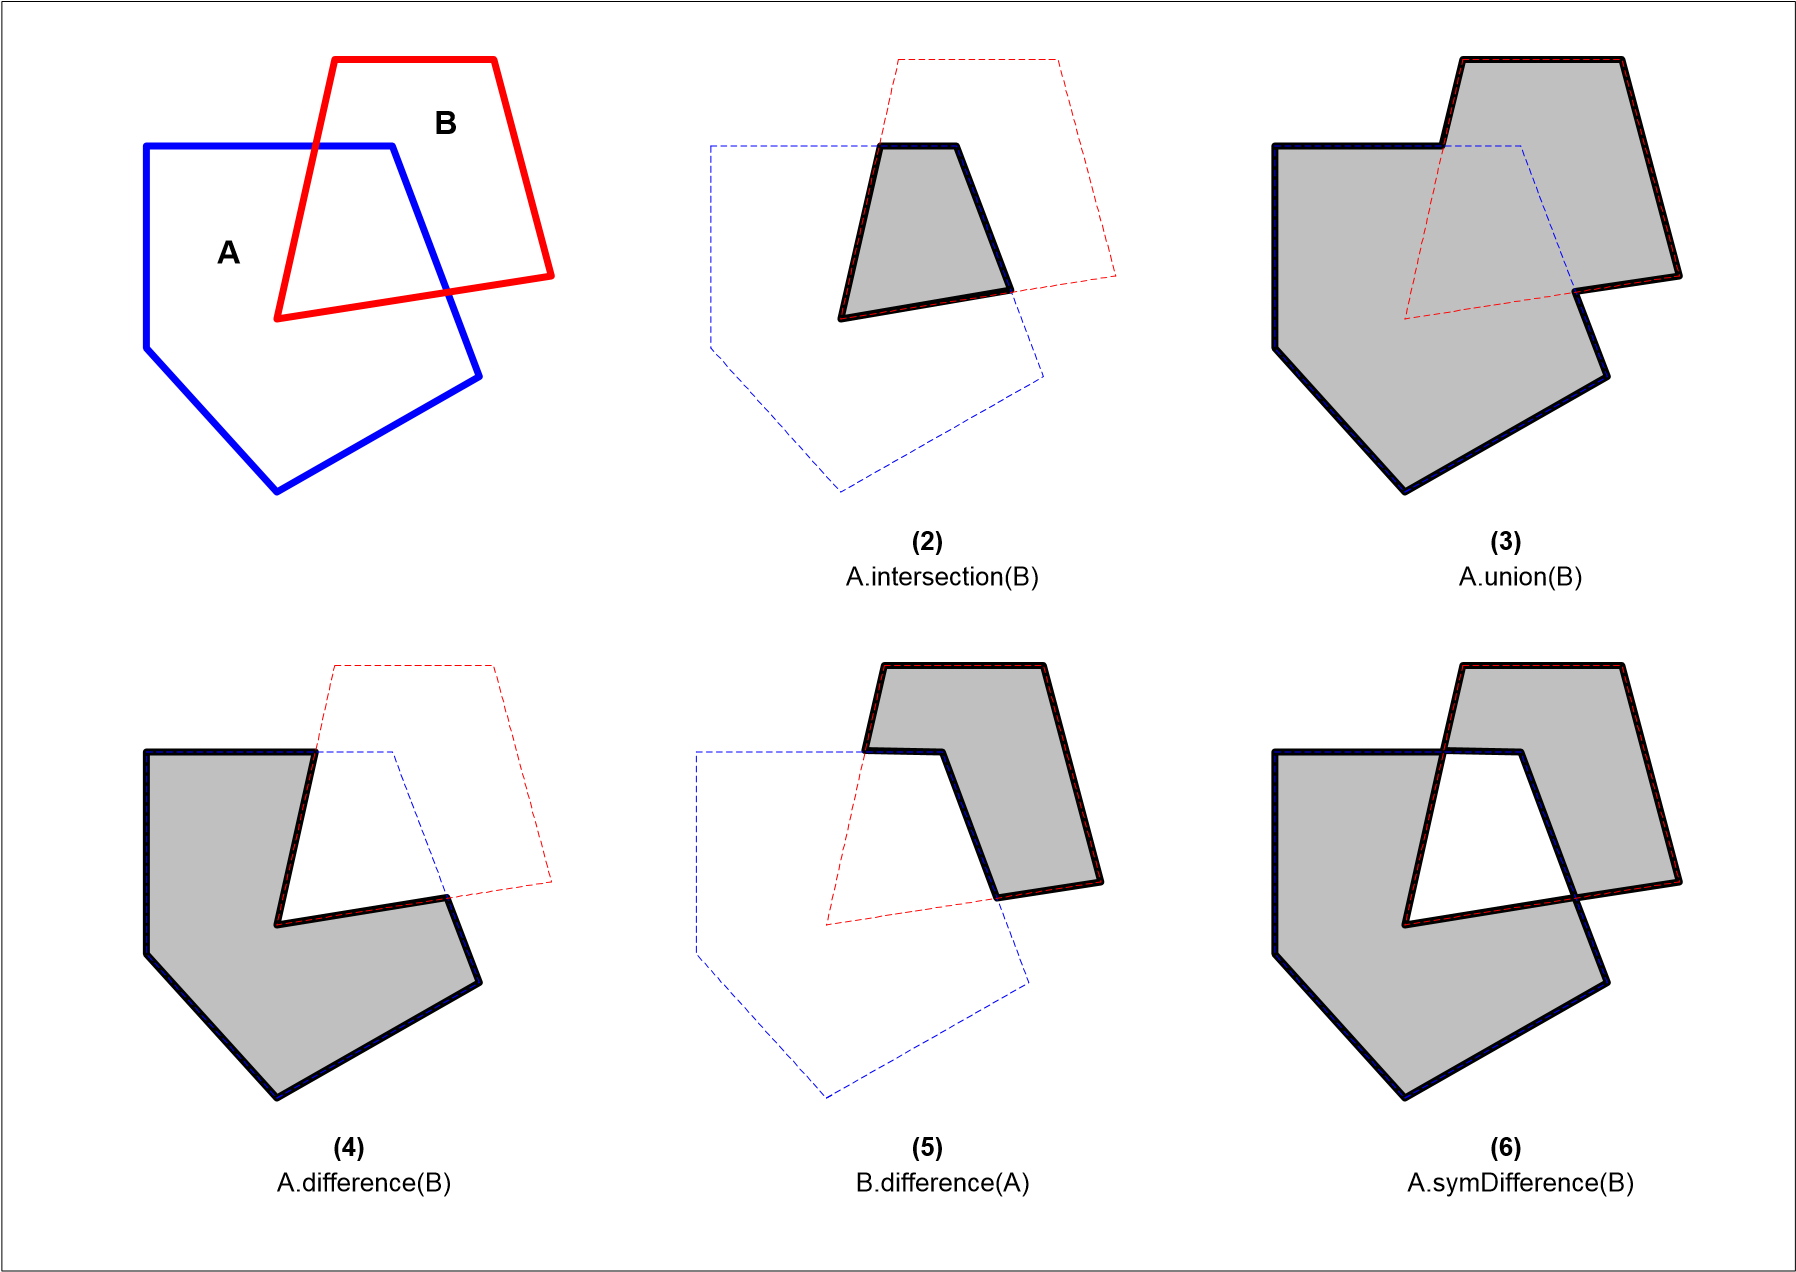 B
A
(2)
A.intersection(B)
(3)
A.union(B)
(4)
A.difference(B)
(5)
B.difference(A)
(6)
A.symDifference(B)